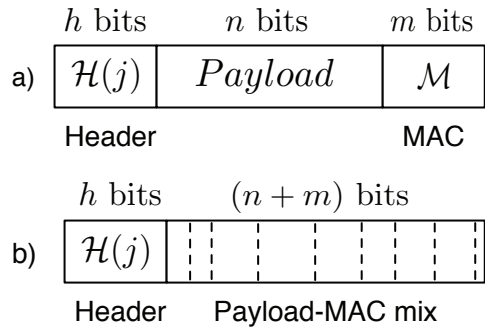 h bits n bits m bits
a) ℋ(j) Payload ℳ
Header MAC
h bits (n + m) bits
b) ℋ(j)
Header Payload-MAC mix